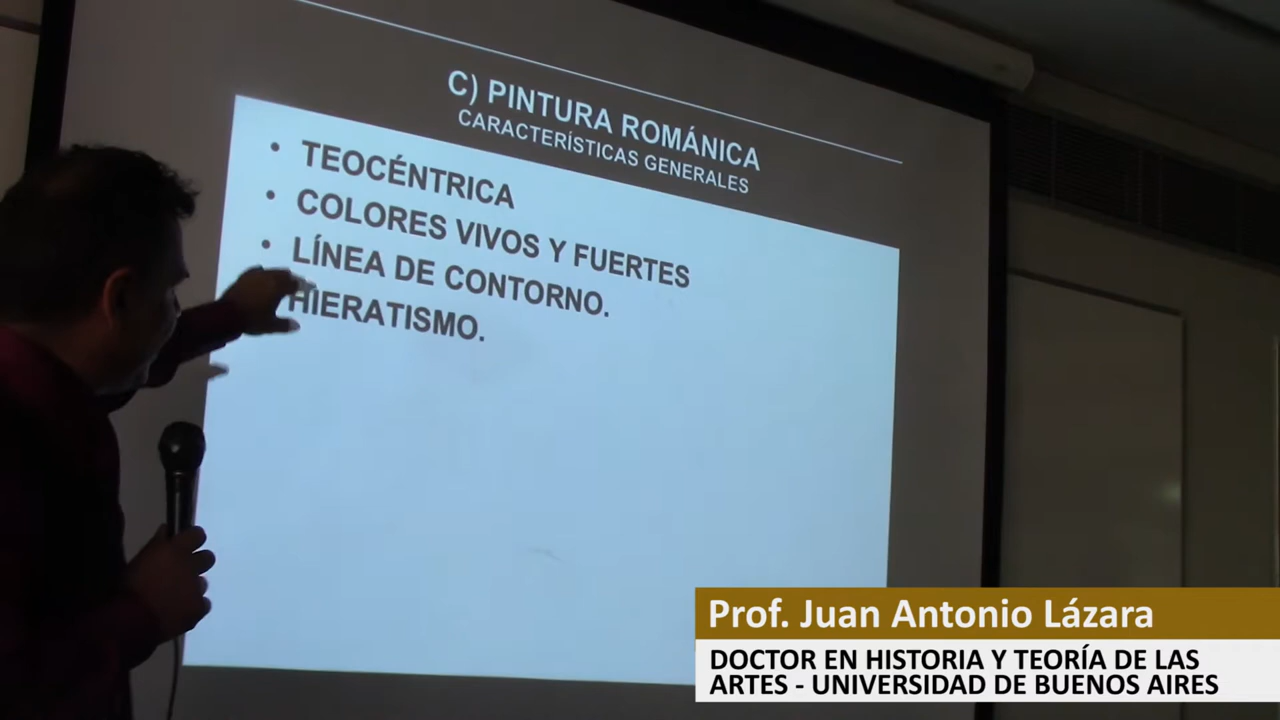 C) PINTURA ROMÁNICA
CARACTERÍSTICAS GENERALES
• TEOCÉNTRICA
• COLORES VIVOS Y FUERTES
• LÍNEA DE CONTORNO.
HIERATISMO.
Prof. Juan Antonio Lázara
DOCTOR EN HISTORIA Y TEORÍA DE LAS
ARTES - UNIVERSIDAD DE BUENOS AIRES